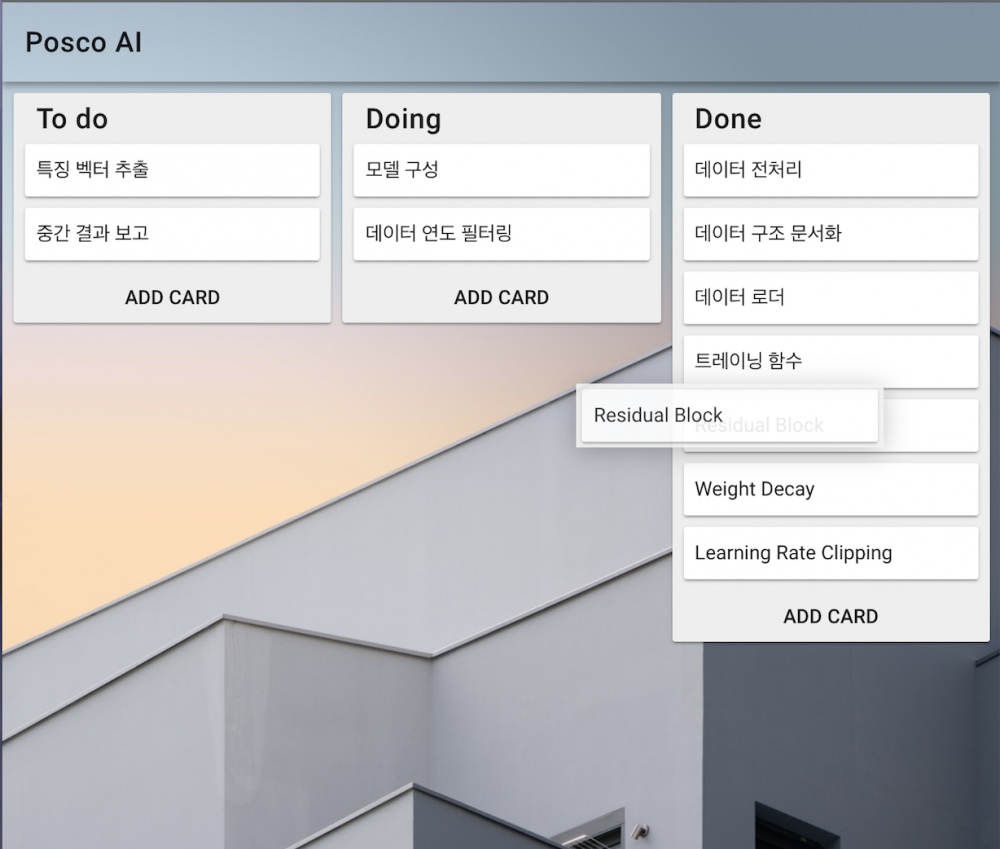 Posco AI
To do
특징 벡터 추출
중간 결과 보고
ADD CARD
Doing
모델 구성
데이터 연도 필터링
ADD CARD
Done
데이터 전처리
데이터 구조 문서화
데이터 로더
트레이닝 함수
Residual Block
Residual Block
Weight Decay
Learning Rate Clipping
ADD CARD